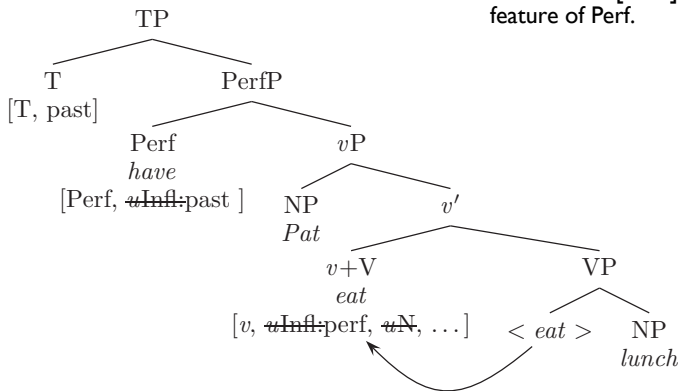 feature of Perf.
TP
T PerfP
[T, past]
Perf vP
have
[Perf, uInfl:past ]
NP v′
Pat
v+V VP
eat
[v, uInfl:perf, uN, … ] < eat > NP
lunch